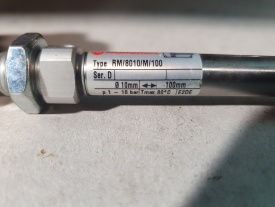 Type RM/8010/M/100
Ser. D
Ø 10mm ◄─► 100mm
p.1 - 10 bar Tmax. 80°C